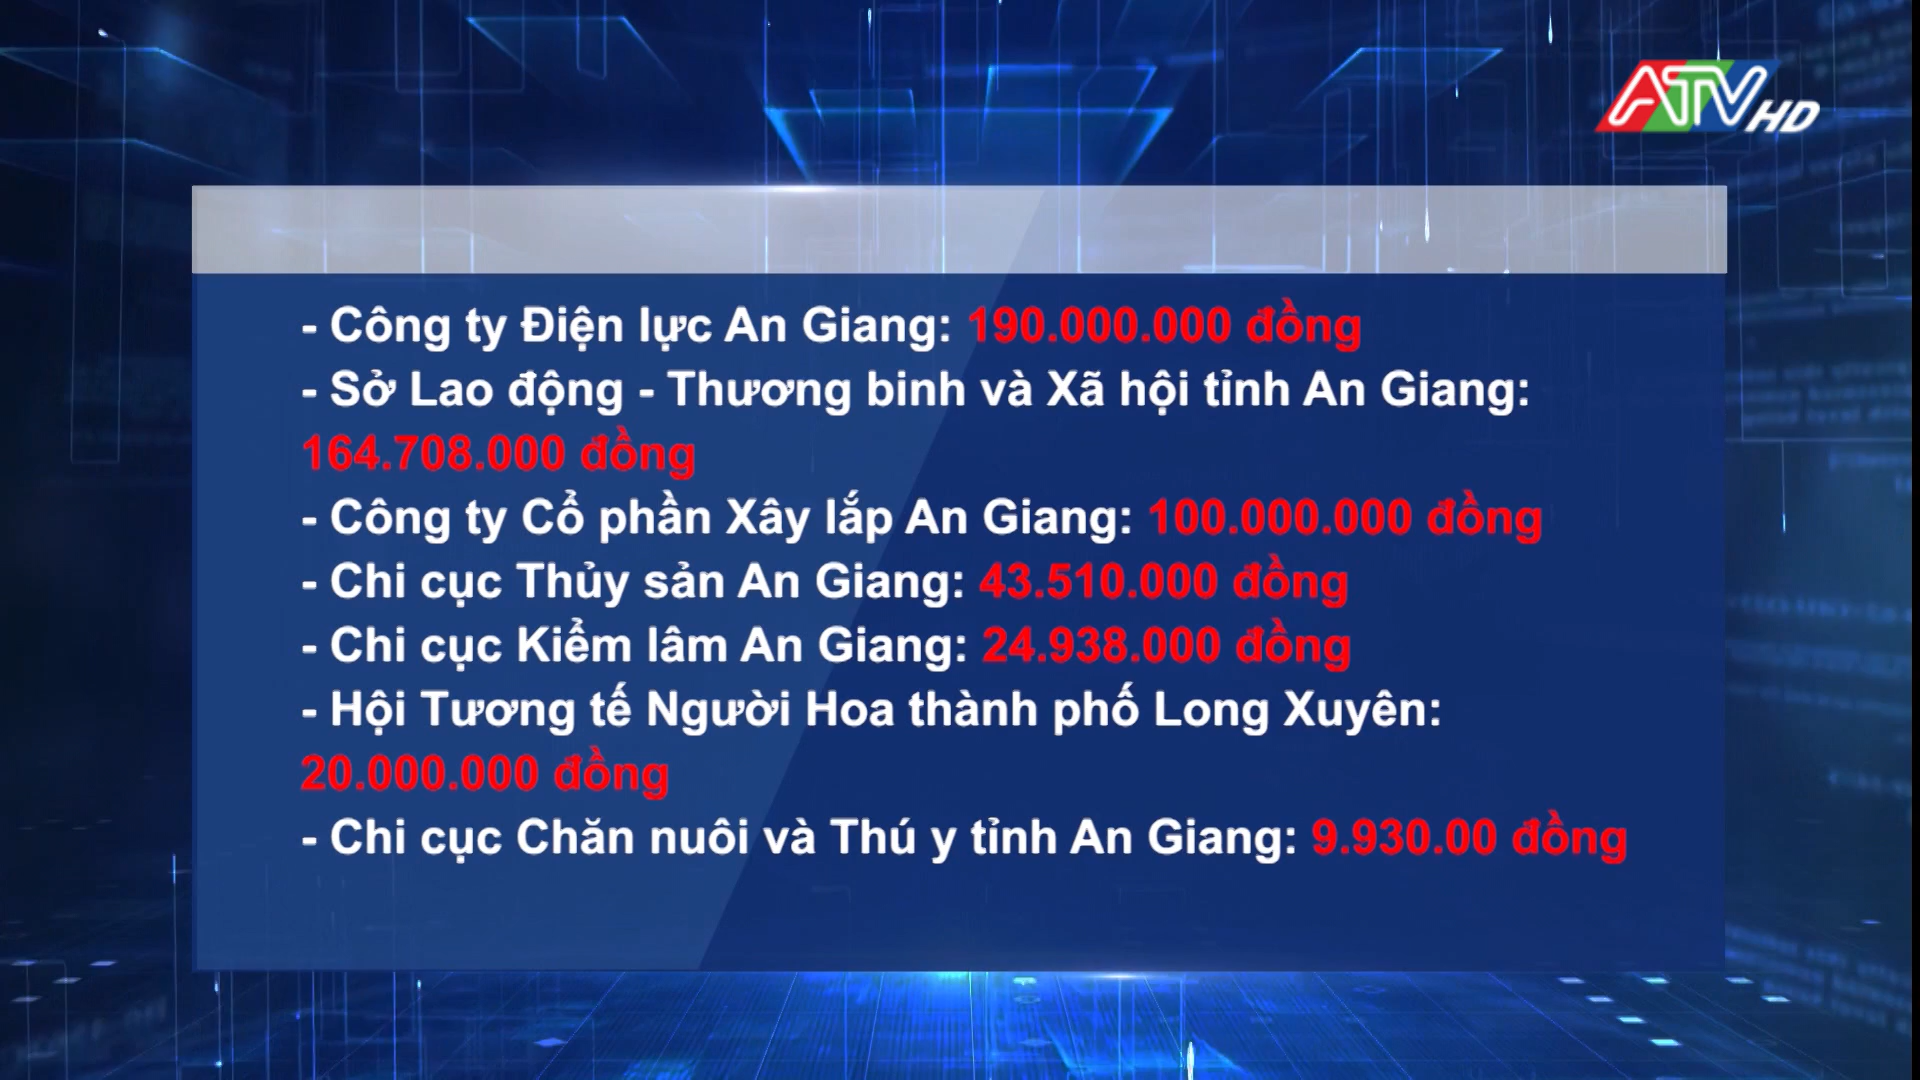 ATV HD
- Công ty Điện lực An Giang: 190.000.000 đồng
- Sở Lao động - Thương binh và Xã hội tỉnh An Giang:
164.708.000 đồng
- Công ty Cổ phần Xây lắp An Giang: 100.000.000 đồng
- Chi cục Thủy sản An Giang: 43.510.000 đồng
- Chi cục Kiểm lâm An Giang: 24.938.000 đồng
- Hội Tương tế Người Hoa thành phố Long Xuyên:
20.000.000 đồng
- Chi cục Chăn nuôi và Thú y tỉnh An Giang: 9.930.00 đồng